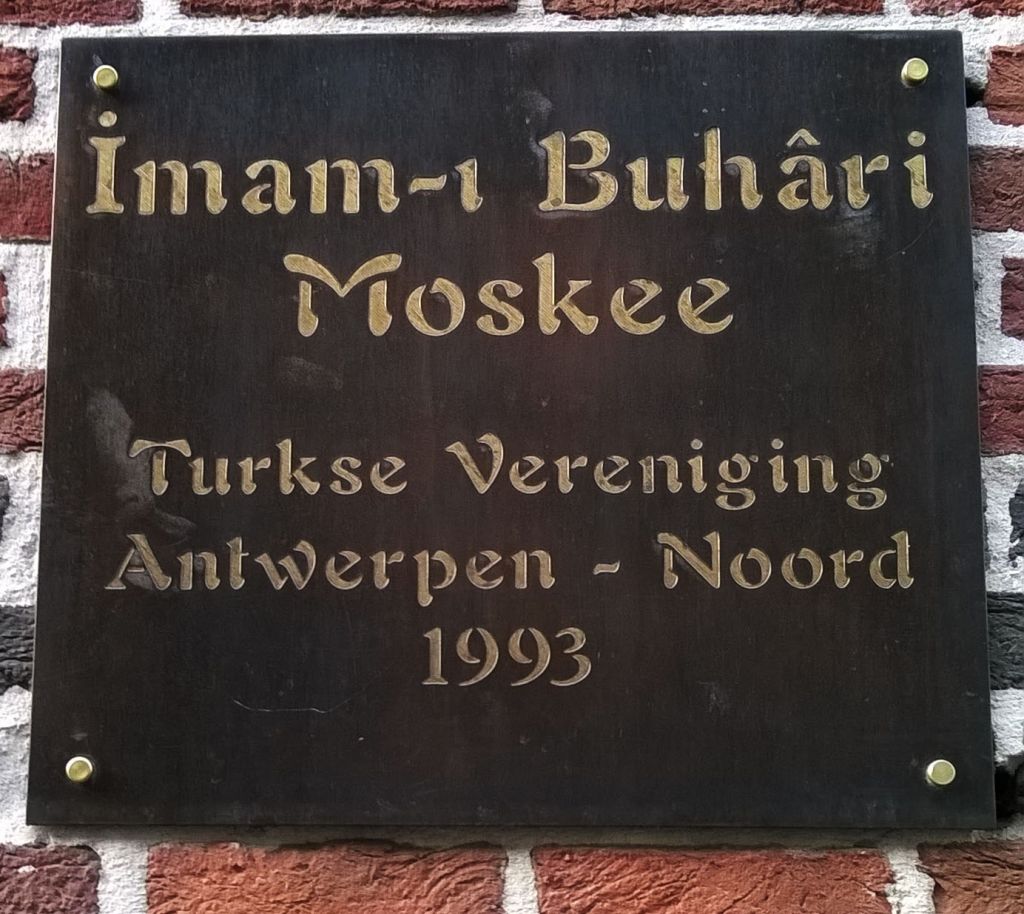 İmam-ı Buhâri
Moskee
Turkse Vereniging
Antwerpen - Noord
1993